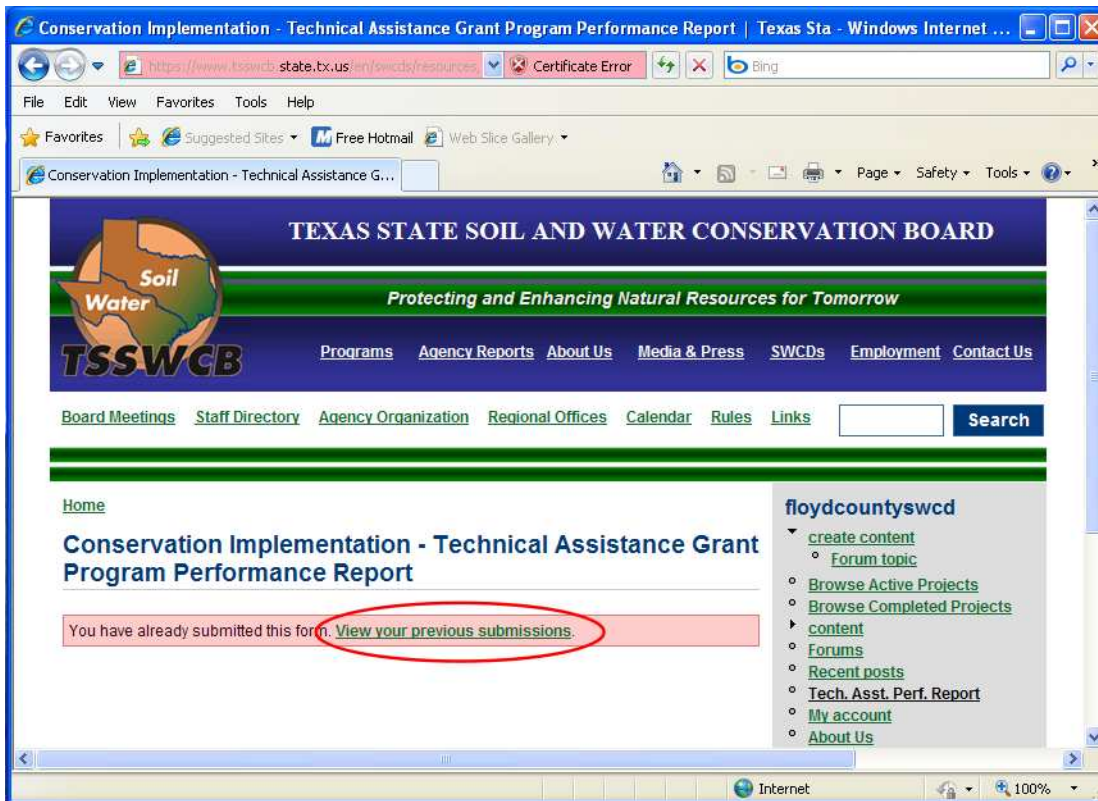 Conservation Implementation - Technical Assistance Grant Program Performance Report | Texas Sta - Windows Internet ...
https://www.tsswcb.state.tx.us/en/swcds/resources Certificate Error Bing
File Edit View Favorites Tools Help
Favorites Suggested Sites Free Hotmail Web Slice Gallery
Conservation Implementation - Technical Assistance G... Page Safety Tools »
TEXAS STATE SOIL AND WATER CONSERVATION BOARD
Soil
Water
TSSWCB
Protecting and Enhancing Natural Resources for Tomorrow
Programs Agency Reports About Us Media & Press SWCDs Employment Contact Us
Board Meetings Staff Directory Agency Organization Regional Offices Calendar Rules Links Search
Home
Conservation Implementation - Technical Assistance Grant
Program Performance Report
You have already submitted this form. View your previous submissions.
floydcountyswcd
create content
Forum topic
Browse Active Projects
Browse Completed Projects
content
Forums
Recent posts
Tech. Asst. Perf. Report
My account
About Us
Internet 100%